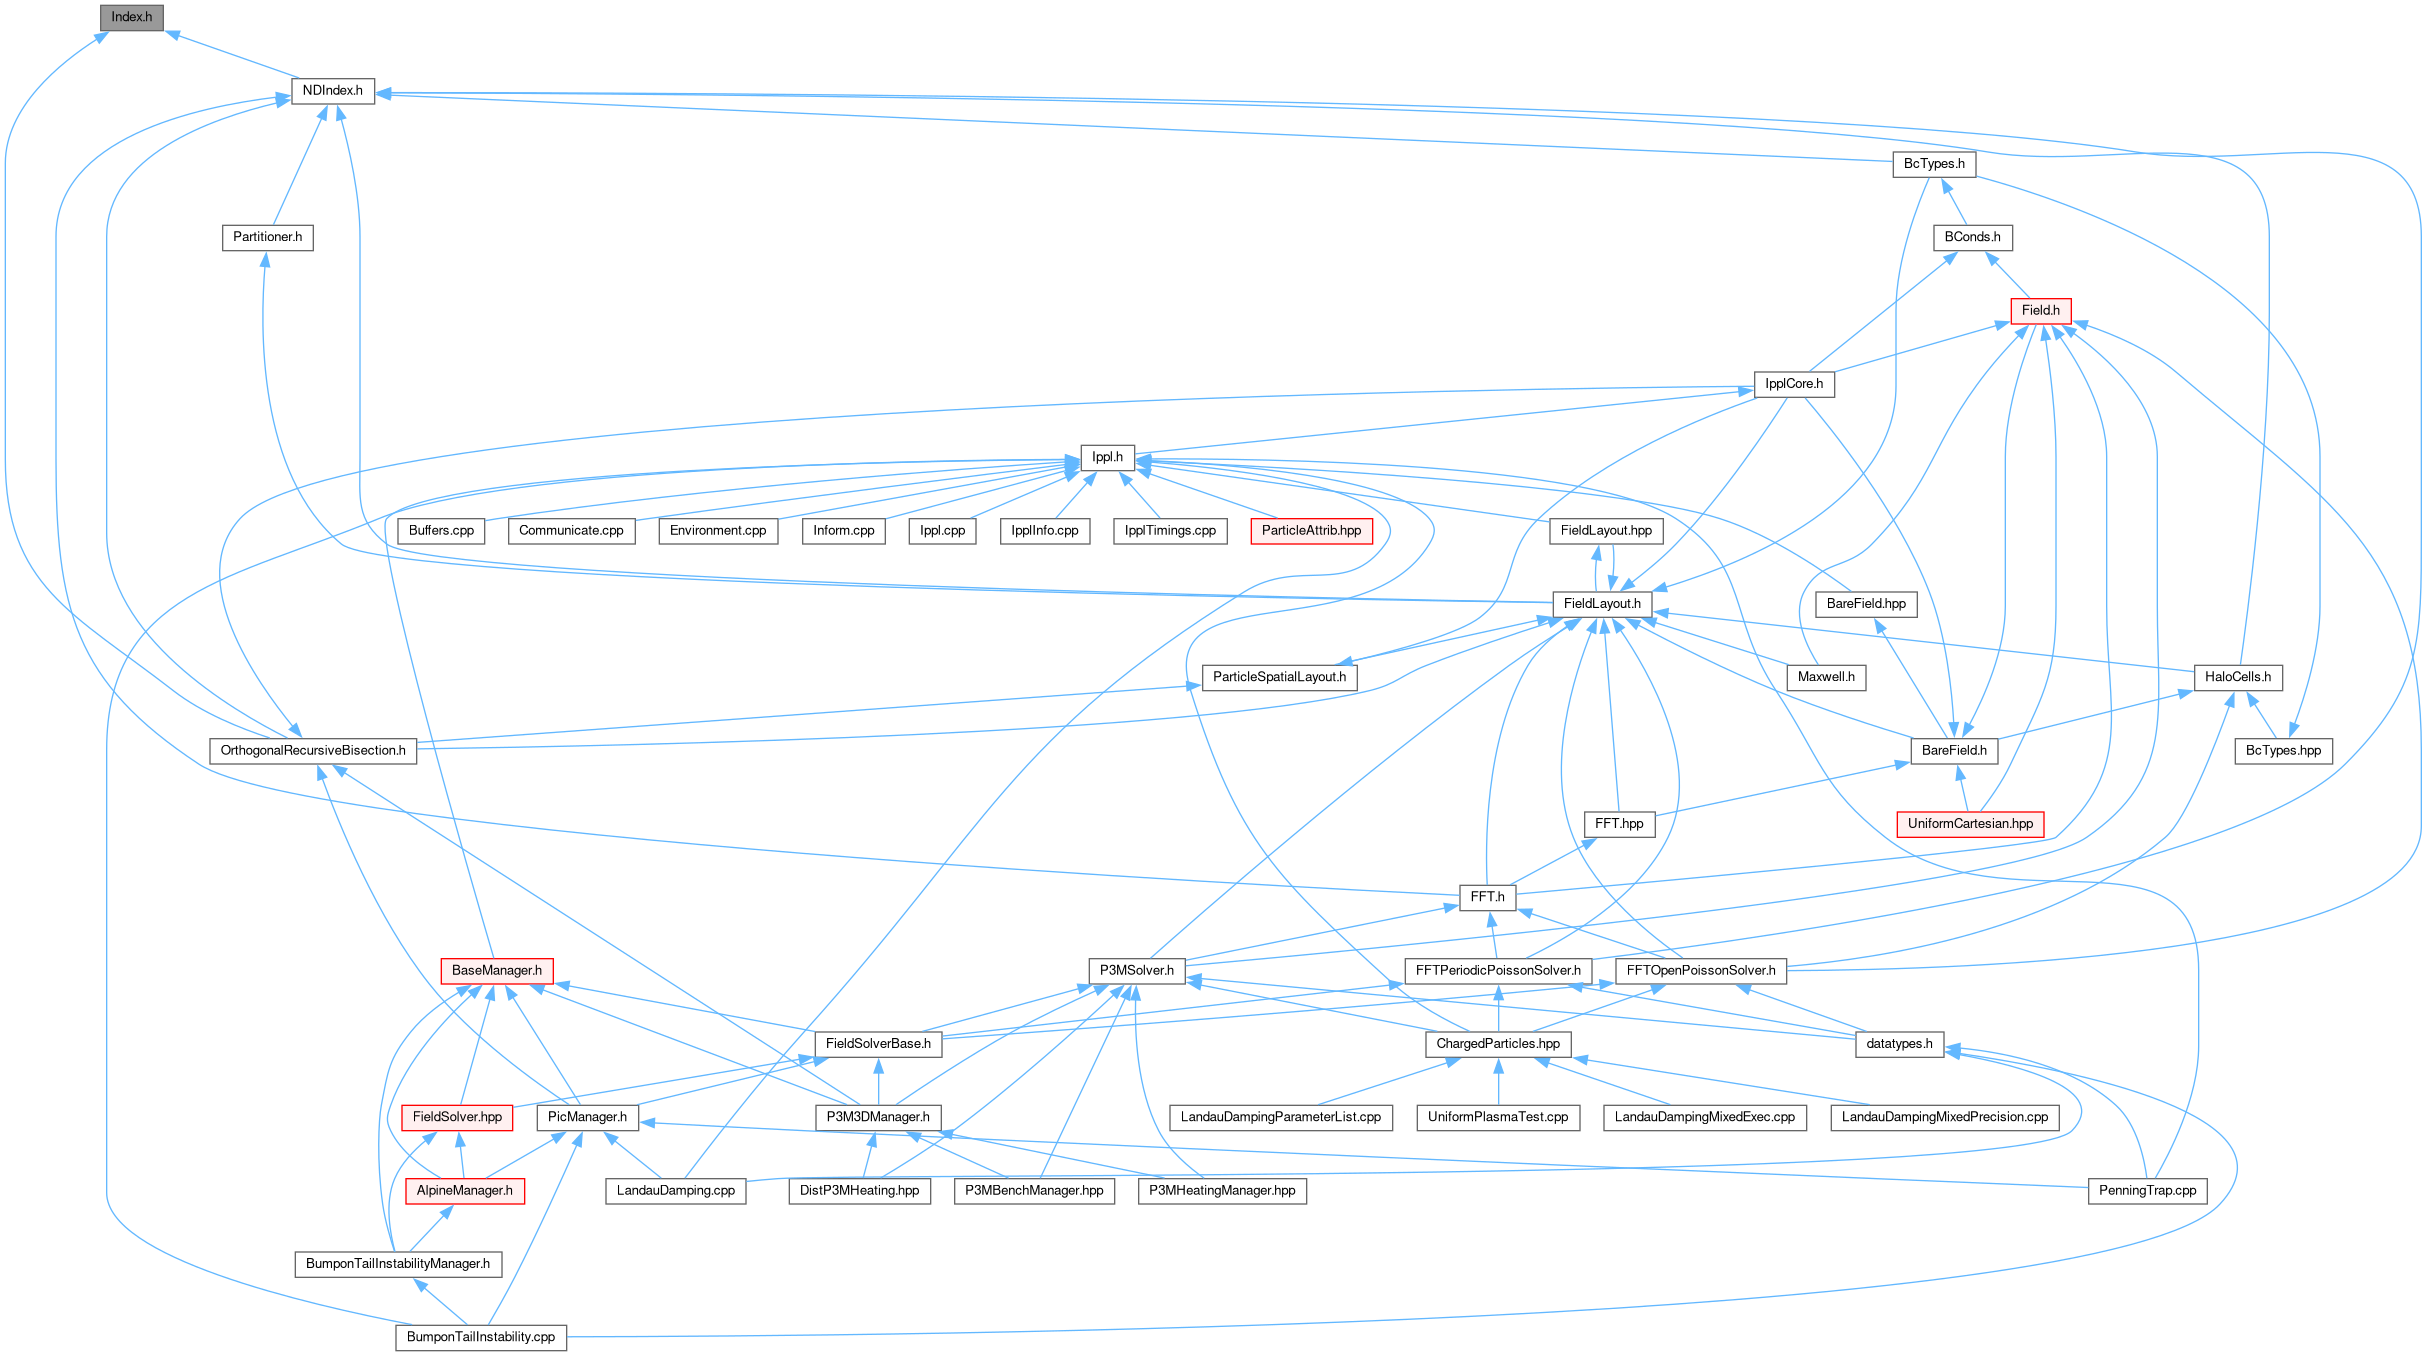 Index.h
NDIndex.h
BcTypes.h
Partitioner.h
BConds.h
Field.h
IpplCore.h
Ippl.h
Buffers.cpp
Communicate.cpp
Environment.cpp
Inform.cpp
Ippl.cpp
IpplInfo.cpp
IpplTimings.cpp
ParticleAttrib.hpp
FieldLayout.hpp
FieldLayout.h
BareField.hpp
ParticleSpatialLayout.h
Maxwell.h
HaloCells.h
OrthogonalRecursiveBisection.h
BareField.h
BcTypes.hpp
FFT.hpp
UniformCartesian.hpp
FFT.h
BaseManager.h
P3MSolver.h
FFTPeriodicPoissonSolver.h
FFTOpenPoissonSolver.h
FieldSolverBase.h
ChargedParticles.hpp
datatypes.h
FieldSolver.hpp
PicManager.h
P3M3DManager.h
LandauDampingParameterList.cpp
UniformPlasmaTest.cpp
LandauDampingMixedExec.cpp
LandauDampingMixedPrecision.cpp
AlpineManager.h
LandauDamping.cpp
DistP3MHeating.hpp
P3MBenchManager.hpp
P3MHeatingManager.hpp
PenningTrap.cpp
BumponTailInstabilityManager.h
BumponTailInstability.cpp